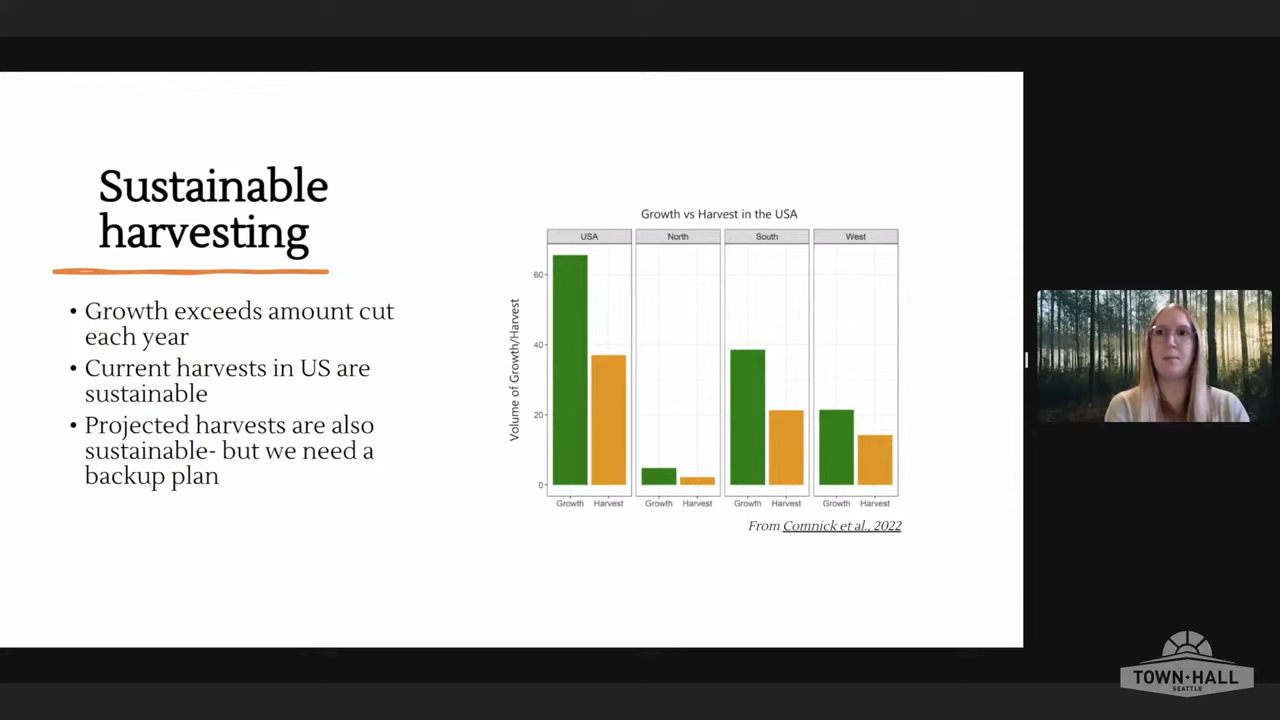 Sustainable
harvesting
• Growth exceeds amount cut
each year
• Current harvests in US are
sustainable
• Projected harvests are also
sustainable- but we need a
backup plan
Growth vs Harvest in the USA
USA North South West
Volume of Growth/Harvest
60
40
20
0
Growth Harvest Growth Harvest Growth Harvest Growth Harvest
From Comnick et al., 2022
TOWN·HALL
SEATTLE